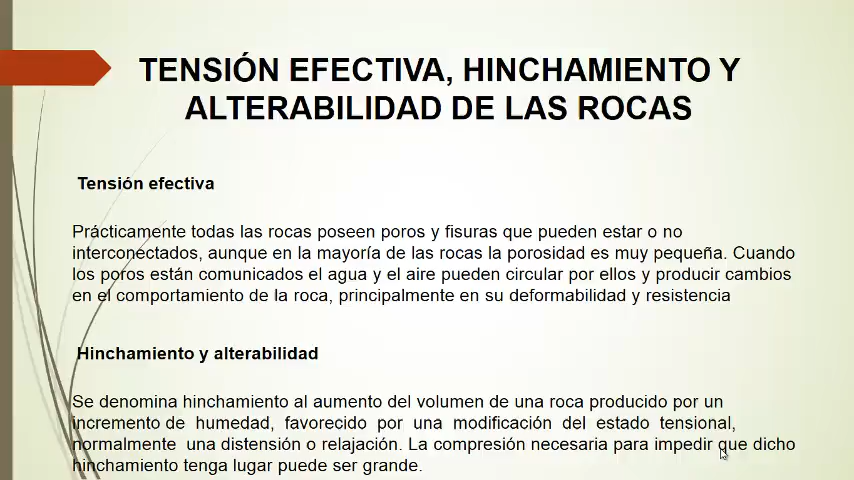 TENSIÓN EFECTIVA, HINCHAMIENTO Y
ALTERABILIDAD DE LAS ROCAS
Tensión efectiva
Prácticamente todas las rocas poseen poros y fisuras que pueden estar o no
interconectados, aunque en la mayoría de las rocas la porosidad es muy pequeña. Cuando
los poros están comunicados el agua y el aire pueden circular por ellos y producir cambios
en el comportamiento de la roca, principalmente en su deformabilidad y resistencia
Hinchamiento y alterabilidad
Se denomina hinchamiento al aumento del volumen de una roca producido por un
incremento de humedad, favorecido por una modificación del estado tensional,
normalmente una distensión o relajación. La compresión necesaria para impedir que dicho
hinchamiento tenga lugar puede ser grande.